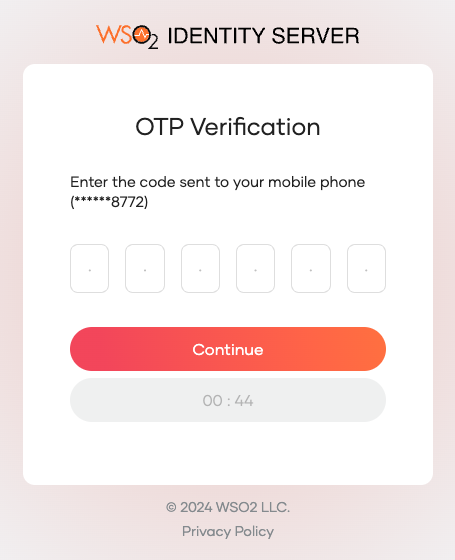 WSO2 IDENTITY SERVER
OTP Verification
Enter the code sent to your mobile phone
(******8772)
Continue
00 : 44
© 2024 WSO2 LLC.
Privacy Policy